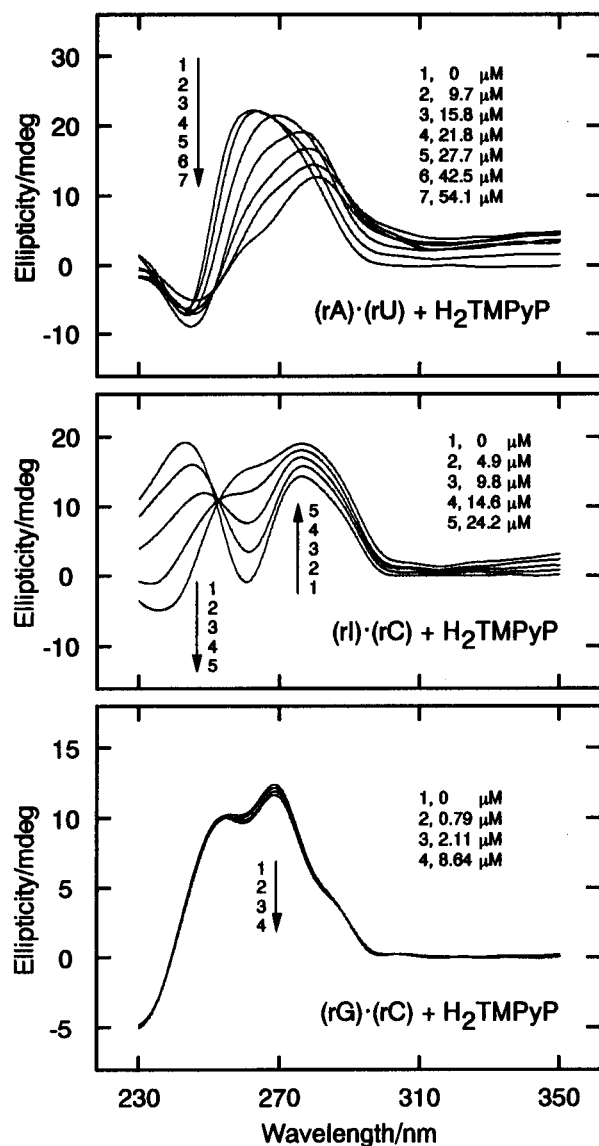 30
20
10
0
-10
Ellipticity/mdeg
1
2
3
4
5
6
7
1, 0 μM
2, 9.7 μM
3, 15.8 μM
4, 21.8 μM
5, 27.7 μM
6, 42.5 μM
7, 54.1 μM
(rA)·(rU) + H2TMPyP
20
10
0
-10
Ellipticity/mdeg
1
2
3
4
5
5
4
3
2
1
1, 0 μM
2, 4.9 μM
3, 9.8 μM
4, 14.6 μM
5, 24.2 μM
(rI)·(rC) + H2TMPyP
15
10
5
0
-5
Ellipticity/mdeg
1
2
3
4
1, 0 μM
2, 0.79 μM
3, 2.11 μM
4, 8.64 μM
(rG)·(rC) + H2TMPyP
230 270 310 350
Wavelength/nm